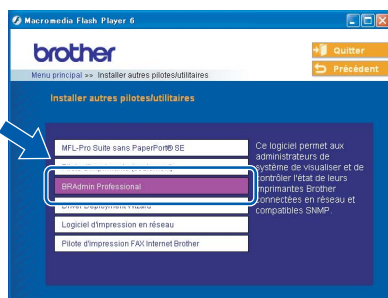 Macromedia Flash Player 6
brother
Quitter
Précédent
Menu principal »» Installer autres pilotes/utilitaires
Installer autres pilotes/utilitaires
MFL-Pro Suite sans PaperPort® SE
BRAdmin Professional
Driver Deployment Wizard
Logiciel d'impression en réseau
Pilote d'impression FAX Internet Brother
Ce logiciel permet aux
administrateurs de
système de visualiser et de
contrôler l'état de leurs
imprimantes Brother
connectées en réseau et
compatibles SNMP.